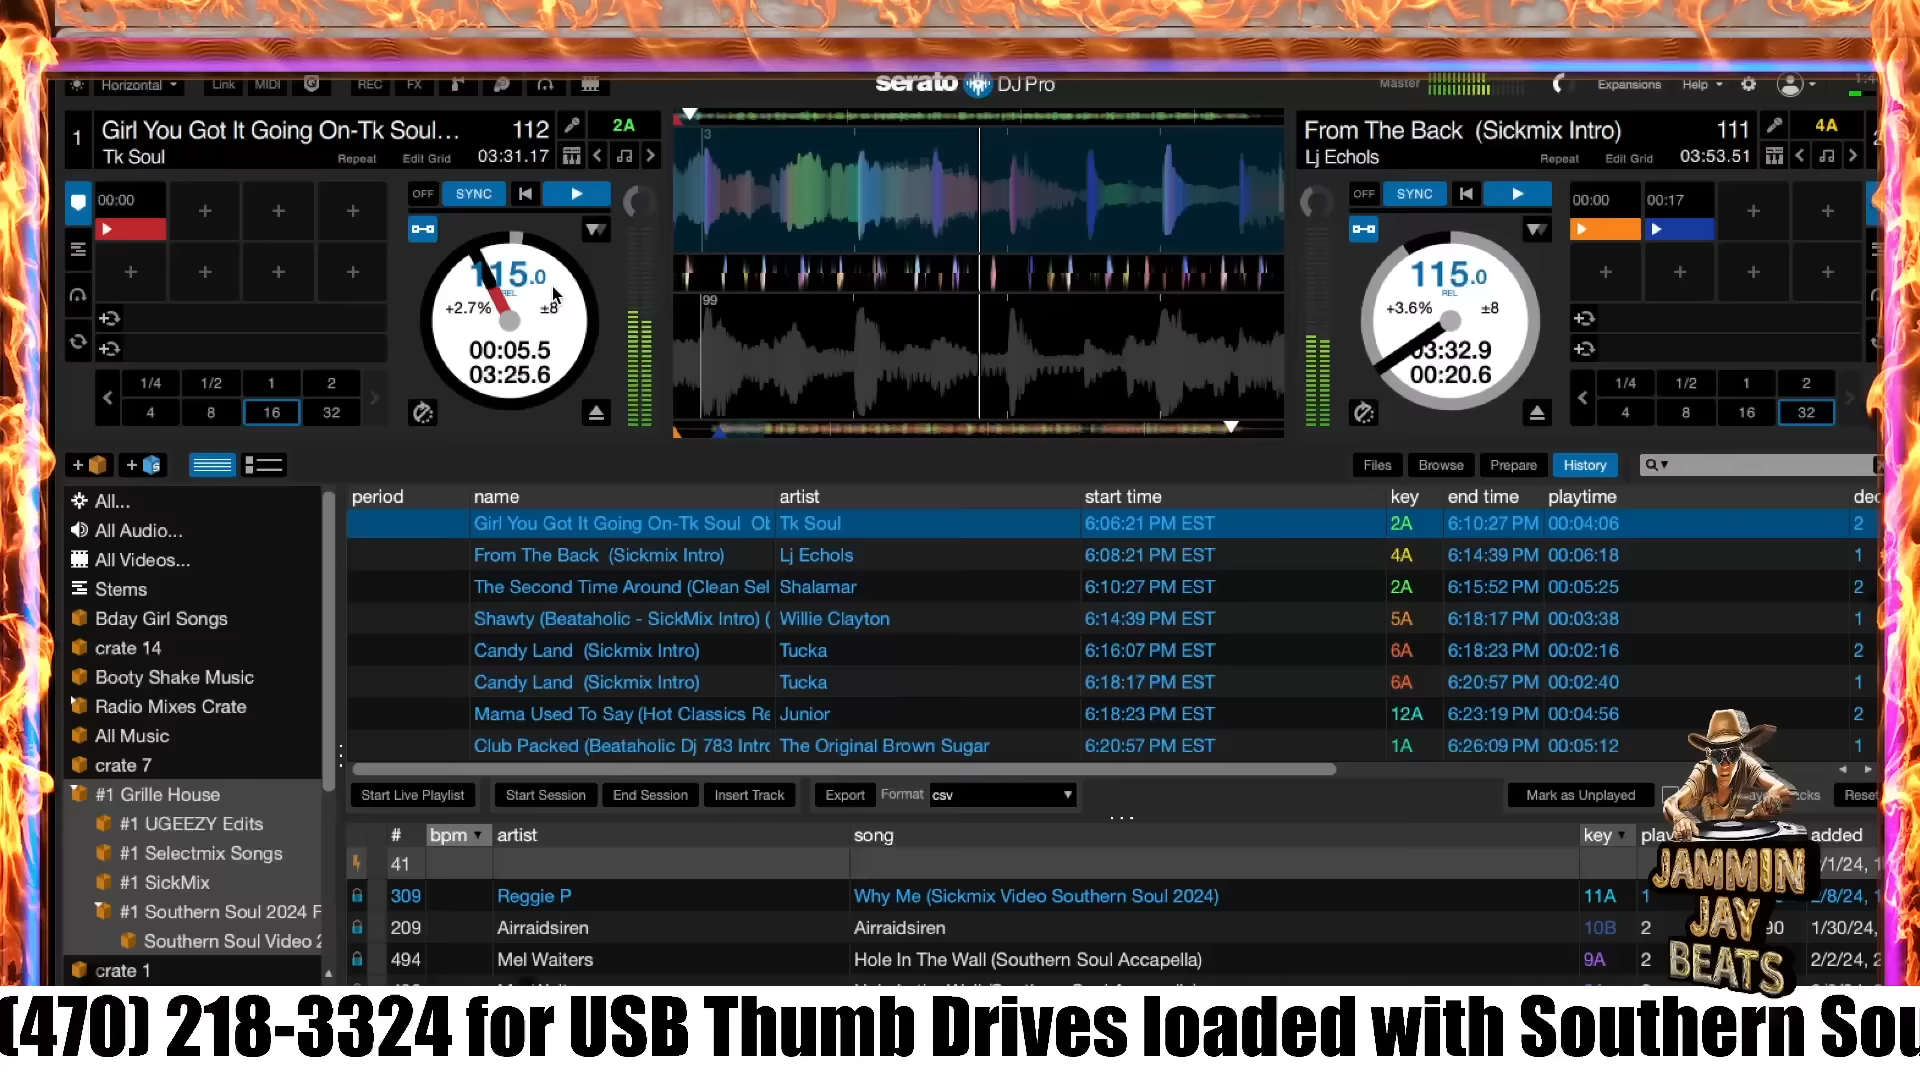 Horizontal
Link
MIDI
REC
FX
serato DJ Pro
Master
Expansions
Help
1
Girl You Got It Going On-Tk Soul...
112
2A
Tk Soul
Repeat
Edit Grid
03:31.17
00:00
OFF
SYNC
115.0
REL
+2.7%
±8
00:05.5
03:25.6
1/4
1/2
1
2
4
8
16
32
3
99
From The Back (Sickmix Intro)
111
4A
Lj Echols
Repeat
Edit Grid
03:53.51
OFF
SYNC
00:00
00:17
115.0
REL
+3.6%
±8
03:32.9
00:20.6
1/4
1/2
1
2
4
8
16
32
Files
Browse
Prepare
History
All...
All Audio...
All Videos...
Stems
Bday Girl Songs
crate 14
Booty Shake Music
Radio Mixes Crate
All Music
crate 7
#1 Grille House
#1 UGEEZY Edits
#1 Selectmix Songs
#1 SickMix
#1 Southern Soul 2024 F
Southern Soul Video 2
crate 1
period name artist start time key end time playtime dec
Girl You Got It Going On-Tk Soul Ob Tk Soul 6:06:21 PM EST 2A 6:10:27 PM 00:04:06 2
From The Back (Sickmix Intro) Lj Echols 6:08:21 PM EST 4A 6:14:39 PM 00:06:18 1
The Second Time Around (Clean Sel Shalamar 6:10:27 PM EST 2A 6:15:52 PM 00:05:25 2
Shawty (Beataholic - SickMix Intro) ( Willie Clayton 6:14:39 PM EST 5A 6:18:17 PM 00:03:38 1
Candy Land (Sickmix Intro) Tucka 6:16:07 PM EST 6A 6:18:23 PM 00:02:16 2
Candy Land (Sickmix Intro) Tucka 6:18:17 PM EST 6A 6:20:57 PM 00:02:40 1
Mama Used To Say (Hot Classics Re Junior 6:18:23 PM EST 12A 6:23:19 PM 00:04:56 2
Club Packed (Beataholic Dj 783 Intro The Original Brown Sugar 6:20:57 PM EST 1A 6:26:09 PM 00:05:12 1
Start Live Playlist
Start Session
End Session
Insert Track
Export
Format
csv
Mark as Unplayed
Reset
# bpm artist song key play added
41 /1/24, 1
309 Reggie P Why Me (Sickmix Video Southern Soul 2024) 11A 1 2/8/24, 1
209 Airraidsiren Airraidsiren 10B 2 1/30/24,
494 Mel Waiters Hole In The Wall (Southern Soul Accapella) 9A 2 2/2/24, 2
JAMMIN
JAY
BEATS
(470) 218-3324 for USB Thumb Drives loaded with Southern Sou